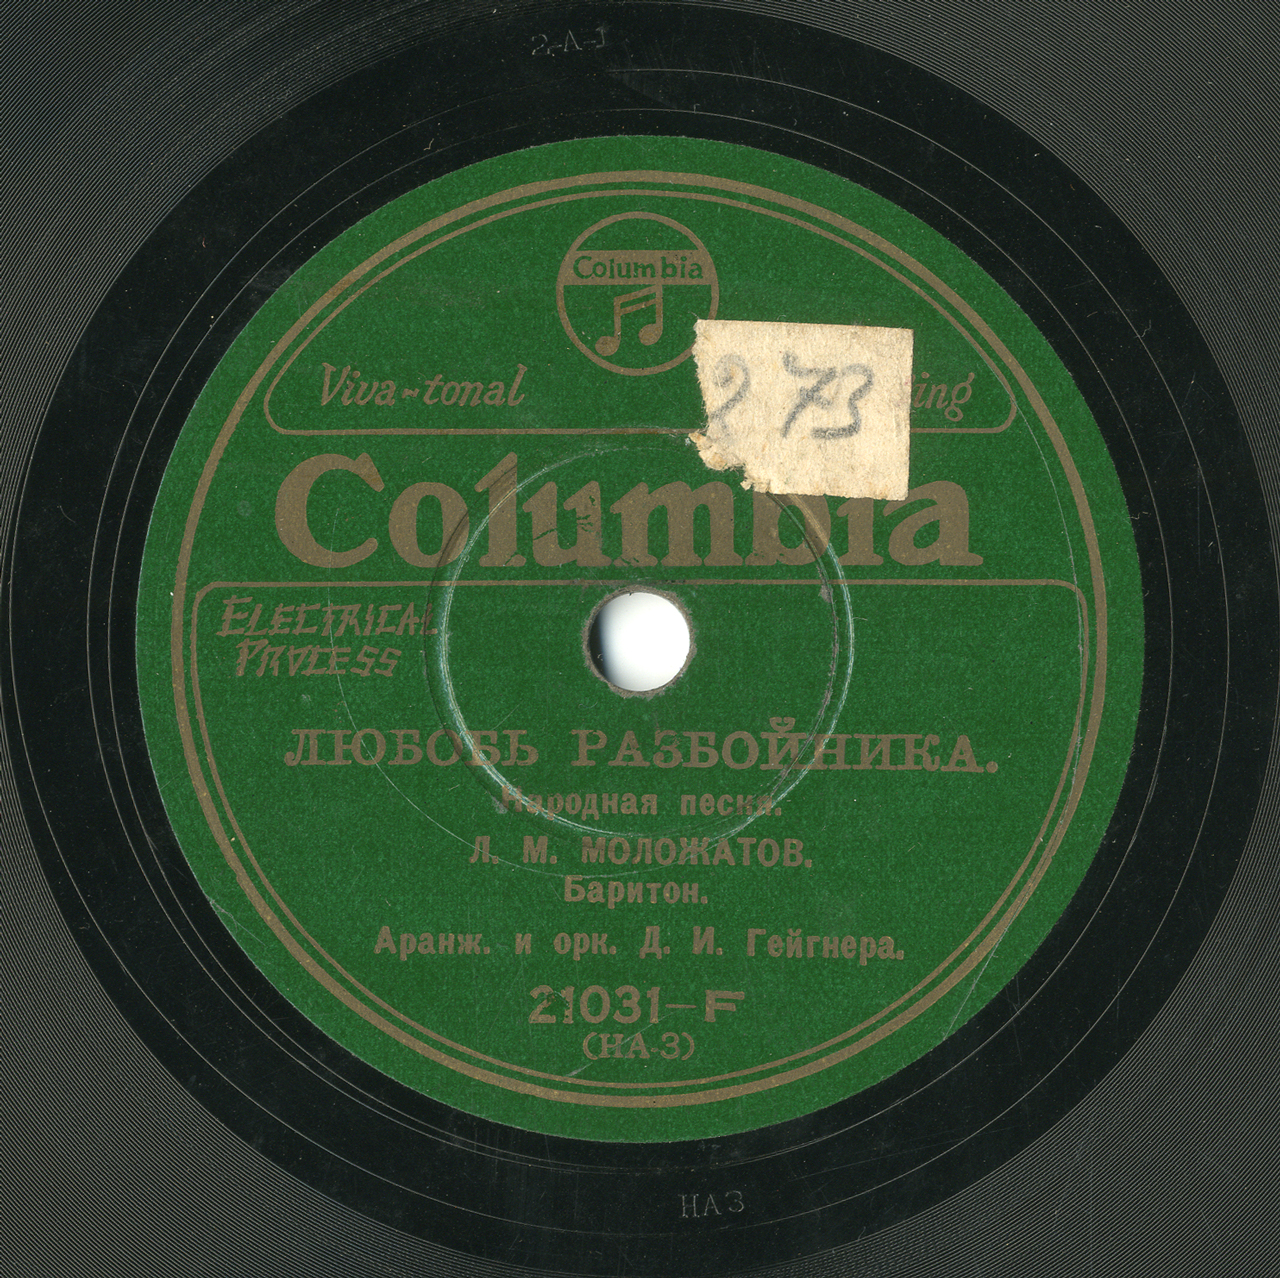 2-A-1
Columbia
Viva-tonal
ing
273
Columbia
ELECTRICAL
PROCESS
ЛЮБОВЬ РАЗБОЙНИКА.
Народная песня.
Л. М. МОЛОЖАТОВ.
Баритон.
Аранж. и орк. Д. И. Гейгнера.
21031-F
(HA-3)
HA3